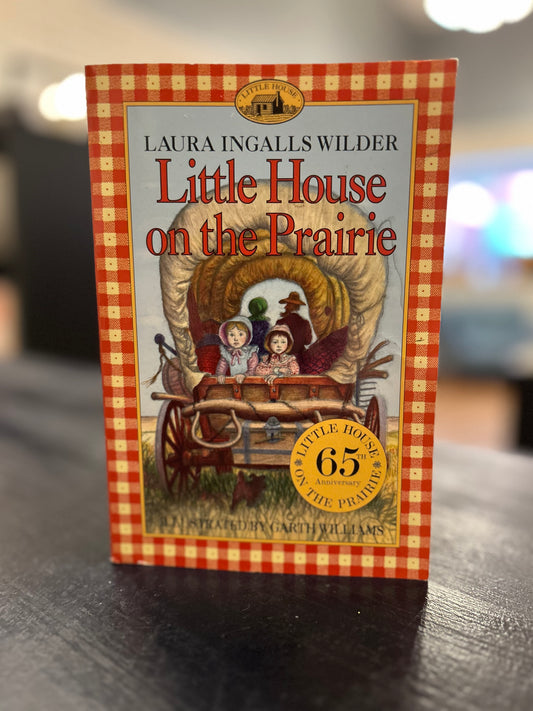 LITTLE HOUSE
LAURA INGALLS WILDER
Little House
on the Prairie
LITTLE HOUSE
65TH
Anniversary
ON THE PRAIRIE
ILLUSTRATED BY GARTH WILLIAMS